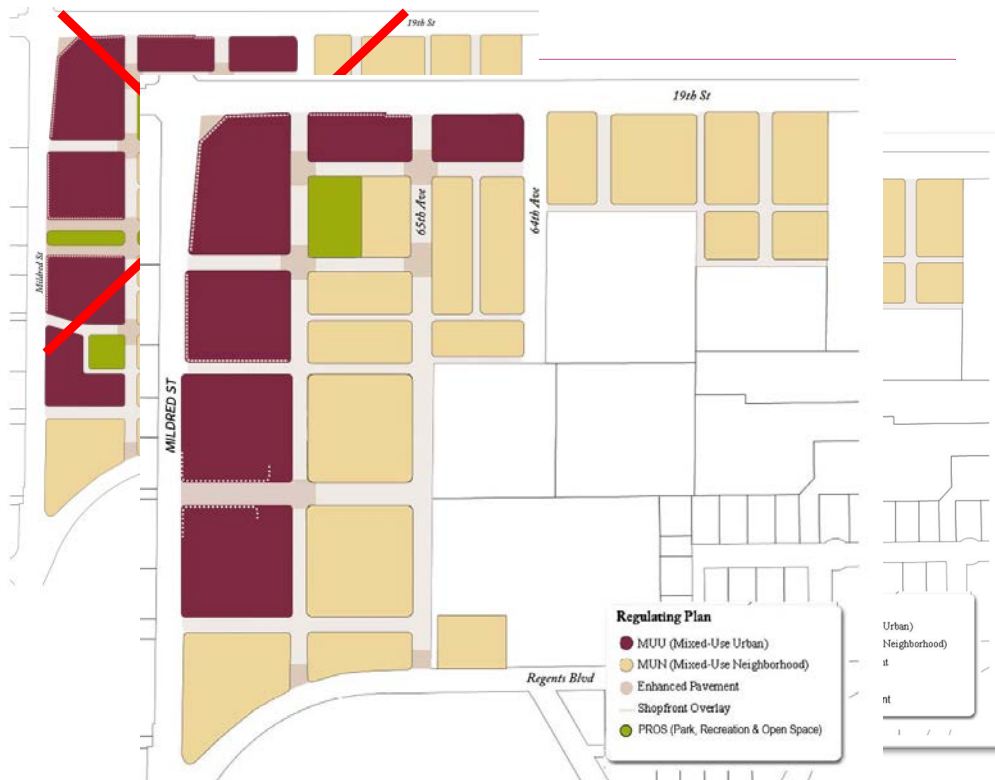 19th St
19th St
65th Ave
64th Ave
Mildred St
MILDRED ST
Regulating Plan
MUU (Mixed-Use Urban)
MUN (Mixed-Use Neighborhood)
Enhanced Pavement
Shopfront Overlay
PROS (Park, Recreation & Open Space)
Regents Blvd
Urban)
Neighborhood)